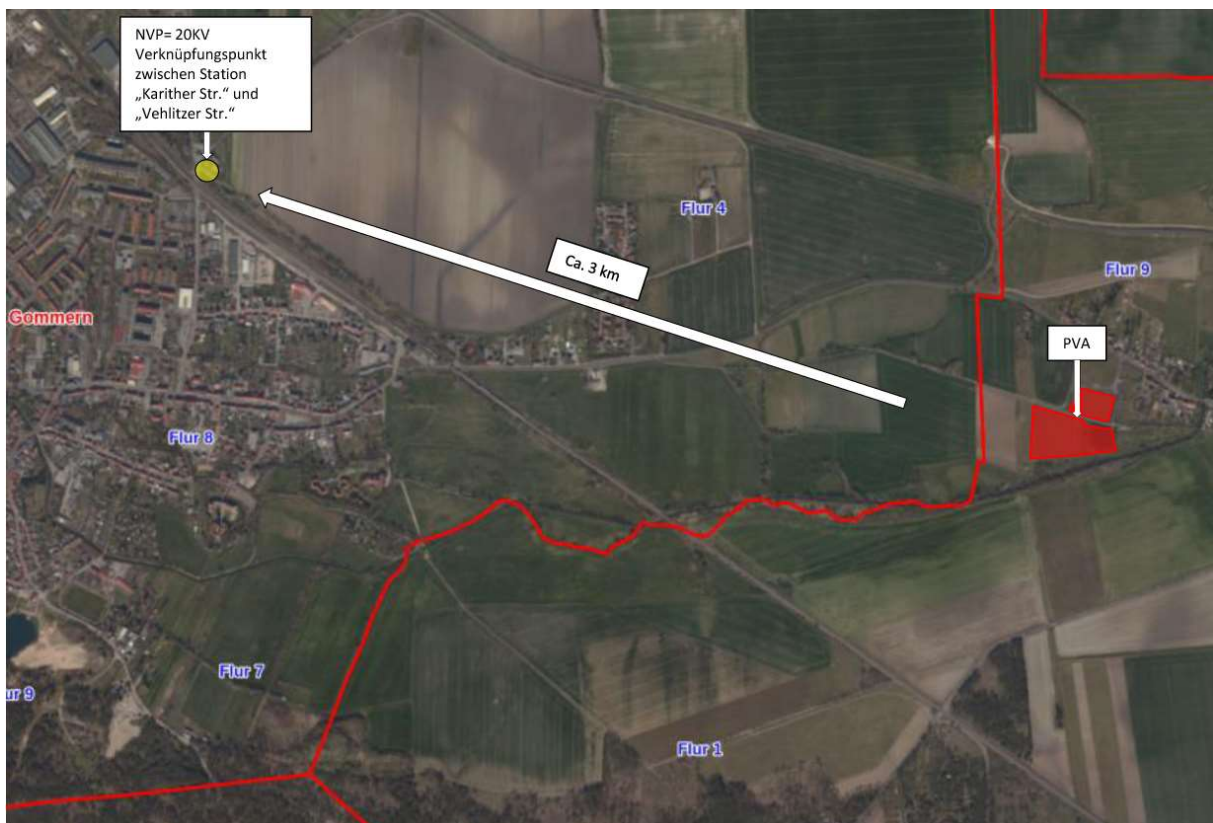 NVP= 20KV
Verknüpfungspunkt
zwischen Station
„Karither Str.“ und
„Vehlitzer Str.“
Flur 4
Ca. 3 km
Flur 9
Gommern
PVA
Flur 8
Flur 7
ur 9
Flur 1